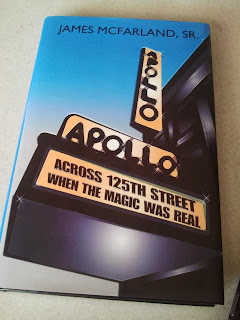 JAMES MCFARLAND, SR.
APOLLO
APOLLO
ACROSS 125TH STREET
WHEN THE MAGIC WAS REAL